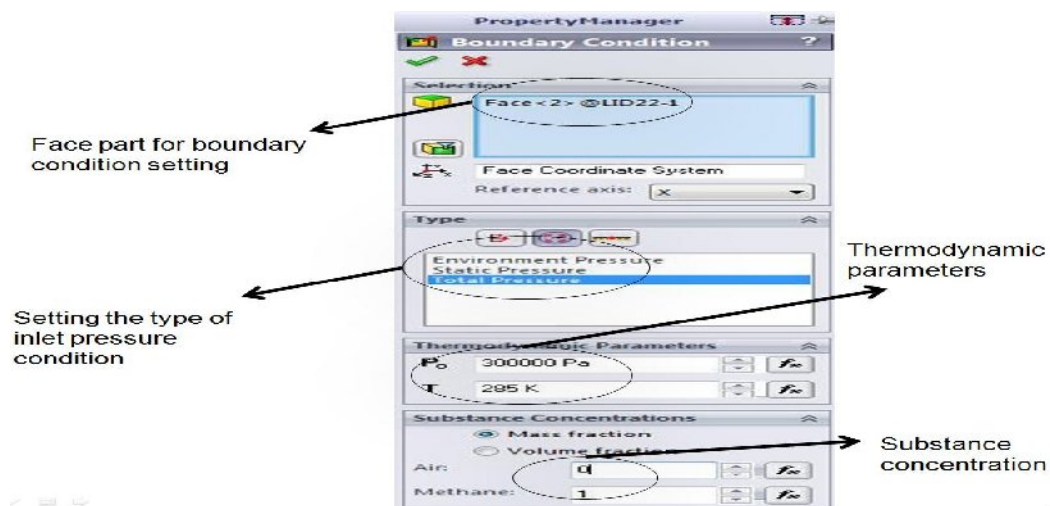 PropertyManager
Boundary Condition ?
Selection
Face<2> @LID22-1
Face part for boundary
condition setting
Face Coordinate System
Reference axis: X
Type
Environment Pressure
Static Pressure
Total Pressure
Setting the type of
inlet pressure
condition
Thermodynamic
parameters
Thermodynamic Parameters
P₀ 300000 Pa
T 285 K
Substance Concentrations
Mass fraction
Volume fraction
Air: 0
Methane: 1
Substance
concentration